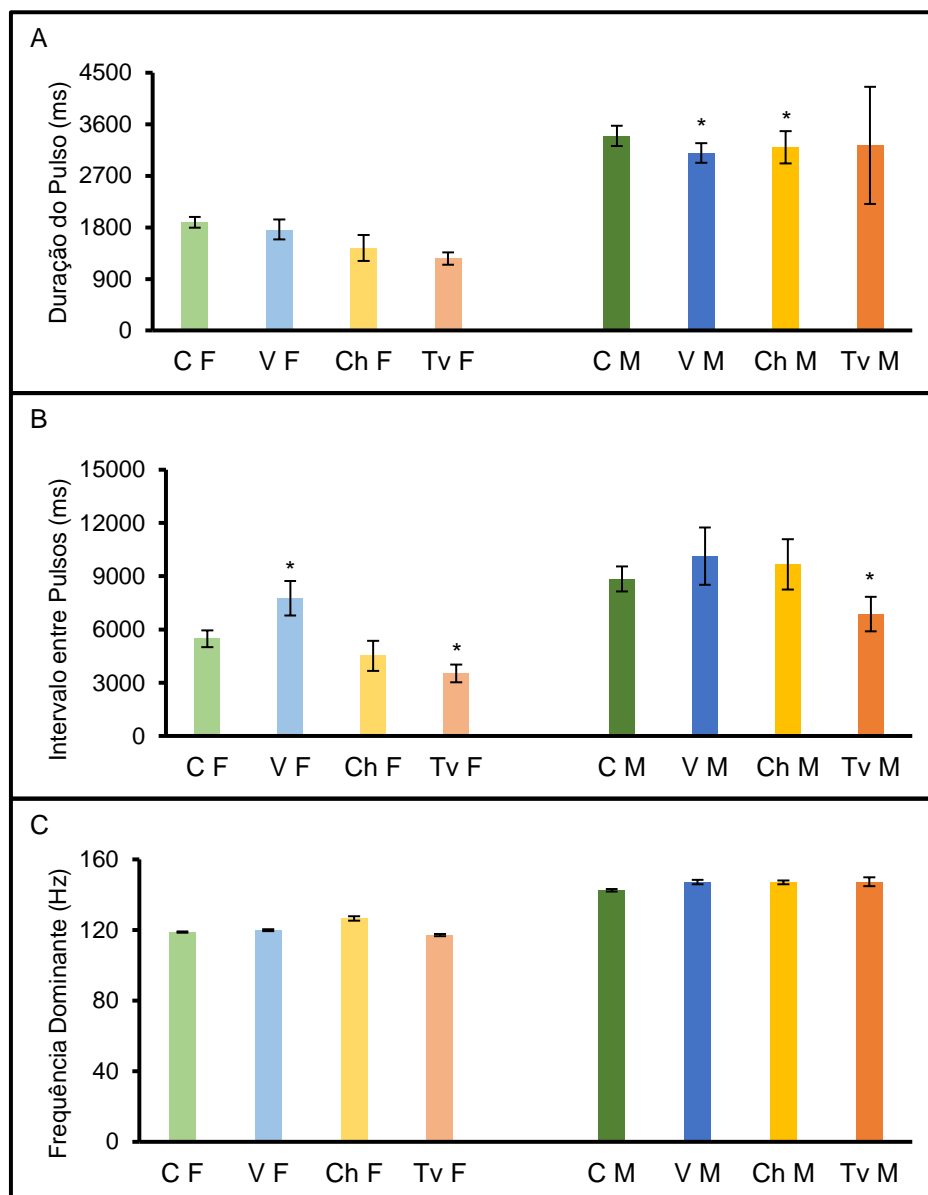 A
Duração do Pulso (ms)
4500
3600
2700
1800
900
0
* *
C F V F Ch F Tv F C M V M Ch M Tv M
B
Intervalo entre Pulsos (ms)
15000
12000
9000
6000
3000
0
* * *
C F V F Ch F Tv F C M V M Ch M Tv M
C
Frequência Dominante (Hz)
160
120
80
40
0
C F V F Ch F Tv F C M V M Ch M Tv M